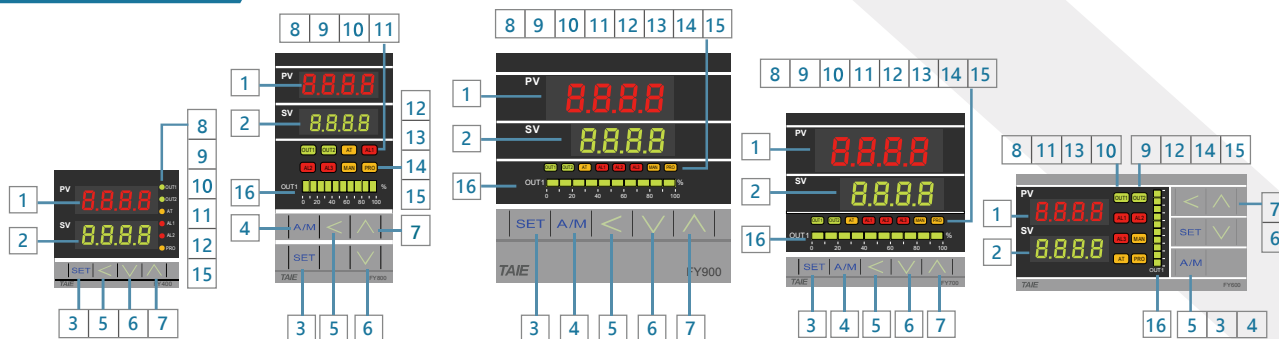 8 9 10 11
PV
8.8.8.8
SV
8.8.8.8
OUT1 OUT2 AT AL1
AL2 AL3 MAN PRO
OUT1 %
0 20 40 60 80 100
A/M
SET
TAIE FY800
1
2
16
4
12
13
14
15
7
3 5 6
PV
8.8.8.8
SV
8.8.8.8
OUT1
OUT2
AT
AL1
AL2
PRO
SET
TAIE FY400
1
2
8
9
10
11
12
15
3 5 6 7
8 9 10 11 12 13 14 15
PV
8.8.8.8
SV
8.8.8.8
OUT1 OUT2 AT AL1 AL2 AL3 MAN PRO
OUT1 %
0 20 40 60 80 100
SET A/M
TAIE FY900
1
2
16
3 4 5 6 7
8 9 10 11 12 13 14 15
PV
8.8.8.8
SV
8.8.8.8
OUT1 OUT2 AT AL1 AL2 AL3 MAN PRO
OUT1 %
0 20 40 60 80 100
SET A/M
TAIE FY700
1
2
16
3 4 5 6 7
8 11 13 10
9 12 14 15
PV
8.8.8.8
SV
8.8.8.8
OUT1 OUT2
AL1 AL2
AL3 MAN
AT PRO
OUT1
SET
A/M
TAIE FY600
1
2
7
6
16
5 3 4